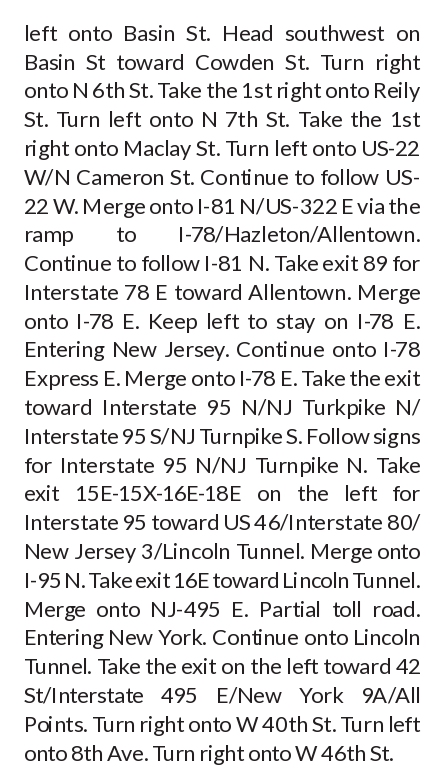 left onto Basin St. Head southwest on
Basin St toward Cowden St. Turn right
onto N 6th St. Take the 1st right onto Reily
St. Turn left onto N 7th St. Take the 1st
right onto Maclay St. Turn left onto US-22
W/N Cameron St. Continue to follow US-
22 W. Merge onto I-81 N/US-322 E via the
ramp to I-78/Hazleton/Allentown.
Continue to follow I-81 N. Take exit 89 for
Interstate 78 E toward Allentown. Merge
onto I-78 E. Keep left to stay on I-78 E.
Entering New Jersey. Continue onto I-78
Express E. Merge onto I-78 E. Take the exit
toward Interstate 95 N/NJ Turkpike N/
Interstate 95 S/NJ Turnpike S. Follow signs
for Interstate 95 N/NJ Turnpike N. Take
exit 15E-15X-16E-18E on the left for
Interstate 95 toward US 46/Interstate 80/
New Jersey 3/Lincoln Tunnel. Merge onto
I-95 N. Take exit 16E toward Lincoln Tunnel.
Merge onto NJ-495 E. Partial toll road.
Entering New York. Continue onto Lincoln
Tunnel. Take the exit on the left toward 42
St/Interstate 495 E/New York 9A/All
Points. Turn right onto W 40th St. Turn left
onto 8th Ave. Turn right onto W 46th St.